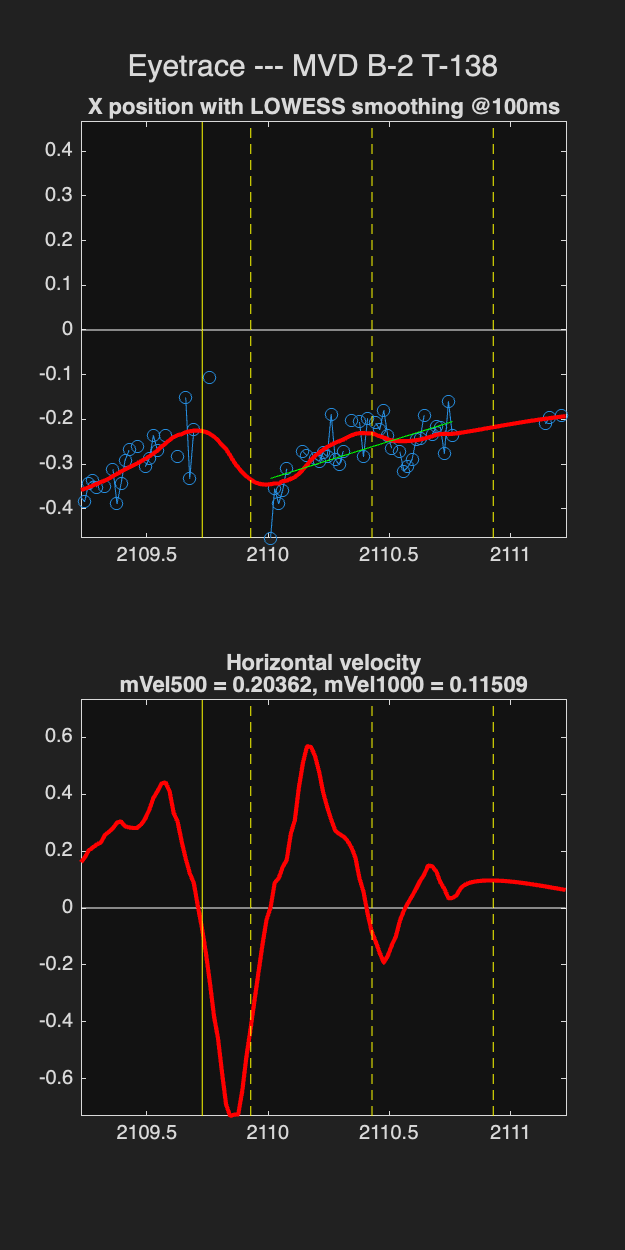 Eyetrace --- MVD B-2 T-138
X position with LOWESS smoothing @100ms
0.4
0.3
0.2
0.1
0
-0.1
-0.2
-0.3
-0.4
2109.5 2110 2110.5 2111
Horizontal velocity
mVel500 = 0.20362, mVel1000 = 0.11509
0.6
0.4
0.2
0
-0.2
-0.4
-0.6
2109.5 2110 2110.5 2111